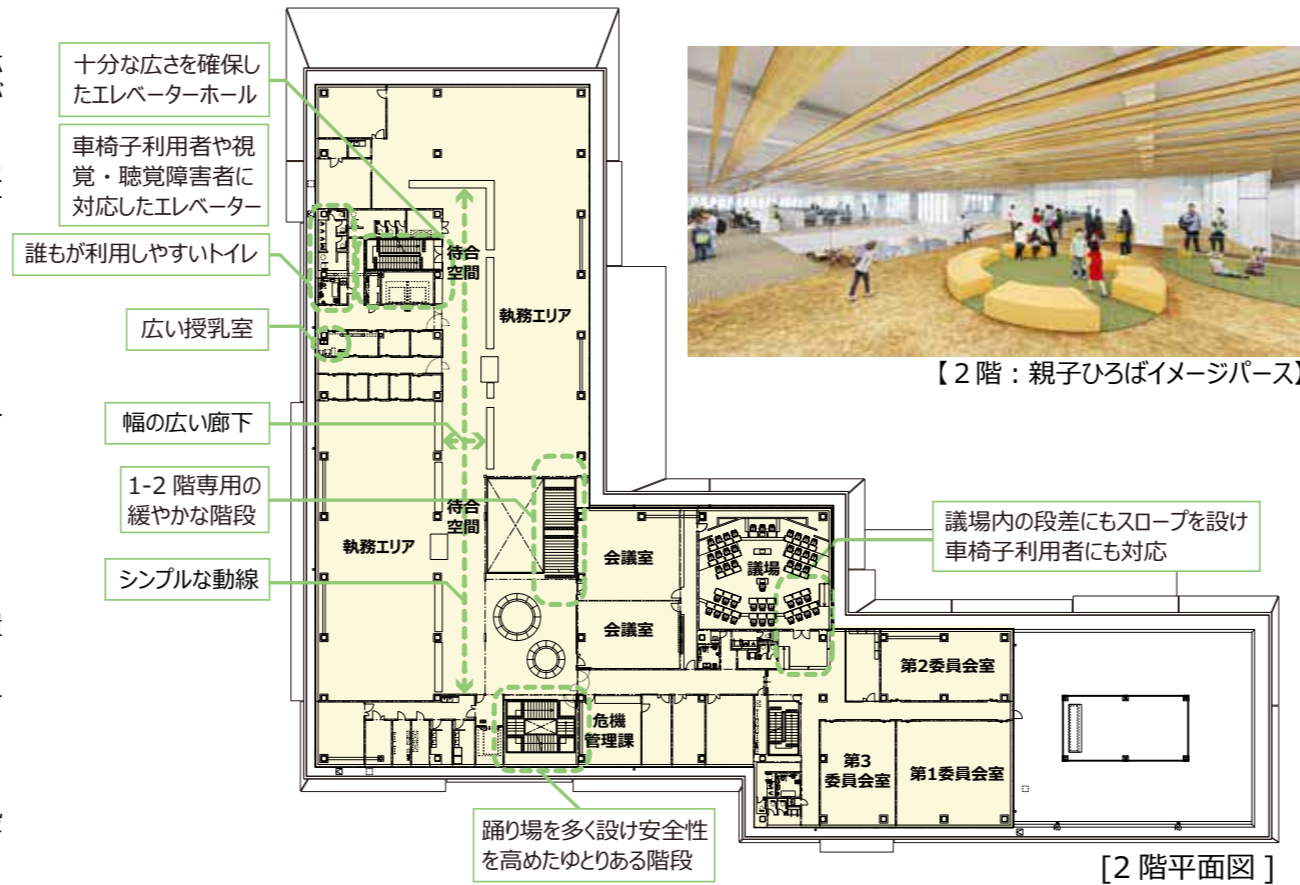 十分な広さを確保し
たエレベーターホール
車椅子利用者や視
覚・聴覚障害者に
対応したエレベーター
誰もが利用しやすいトイレ
広い授乳室
幅の広い廊下
1-2 階専用の
緩やかな階段
シンプルな動線
待合
空間
執務エリア
待合
空間
執務エリア
会議室
会議室
議場
危機
管理課
第2委員会室
第3
委員会室
第1委員会室
【２階：親子ひろばイメージパース】
議場内の段差にもスロープを設け
車椅子利用者にも対応
踊り場を多く設け安全性
を高めたゆとりある階段
[２階平面図 ]